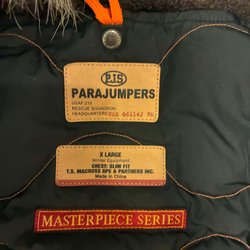 P.J.S
PARAJUMPERS
USAF 210
RESCUE SQUADRON
HEADQUARTERS
X LARGE
Winter Equipment
CHEST: SLIM FIT
T.S. MACROSS APE & PARTNERS INC.
Made in China
MASTERPIECE SERIES